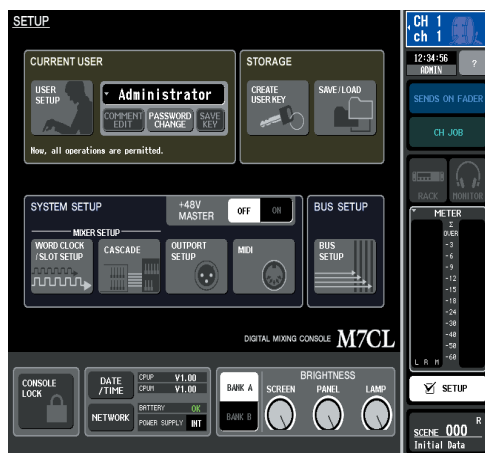 SETUP
CURRENT USER
USER
SETUP
Administrator
COMMENT
EDIT
PASSWORD
CHANGE
SAVE
KEY
Now, all operations are permitted.
STORAGE
CREATE
USER KEY
SAVE/LOAD
SYSTEM SETUP
+48V
MASTER
OFF
ON
MIXER SETUP
WORD CLOCK
/SLOT SETUP
CASCADE
OUTPORT
SETUP
MIDI
BUS SETUP
BUS
SETUP
DIGITAL MIXING CONSOLE M7CL
CONSOLE
LOCK
DATE
/TIME
CPUP V1.00
CPUM V1.00
NETWORK
BATTERY OK
POWER SUPPLY INT
BANK A
BANK B
BRIGHTNESS
SCREEN PANEL LAMP
CH 1
ch 1
12:34:56
ADMIN
?
SENDS ON FADER
CH JOB
RACK
MONITOR
METER
Σ
OVER
-3
-6
-9
-12
-15
-18
-24
-30
-40
-50
-60
L R M
SETUP
R
SCENE 000
Initial Data